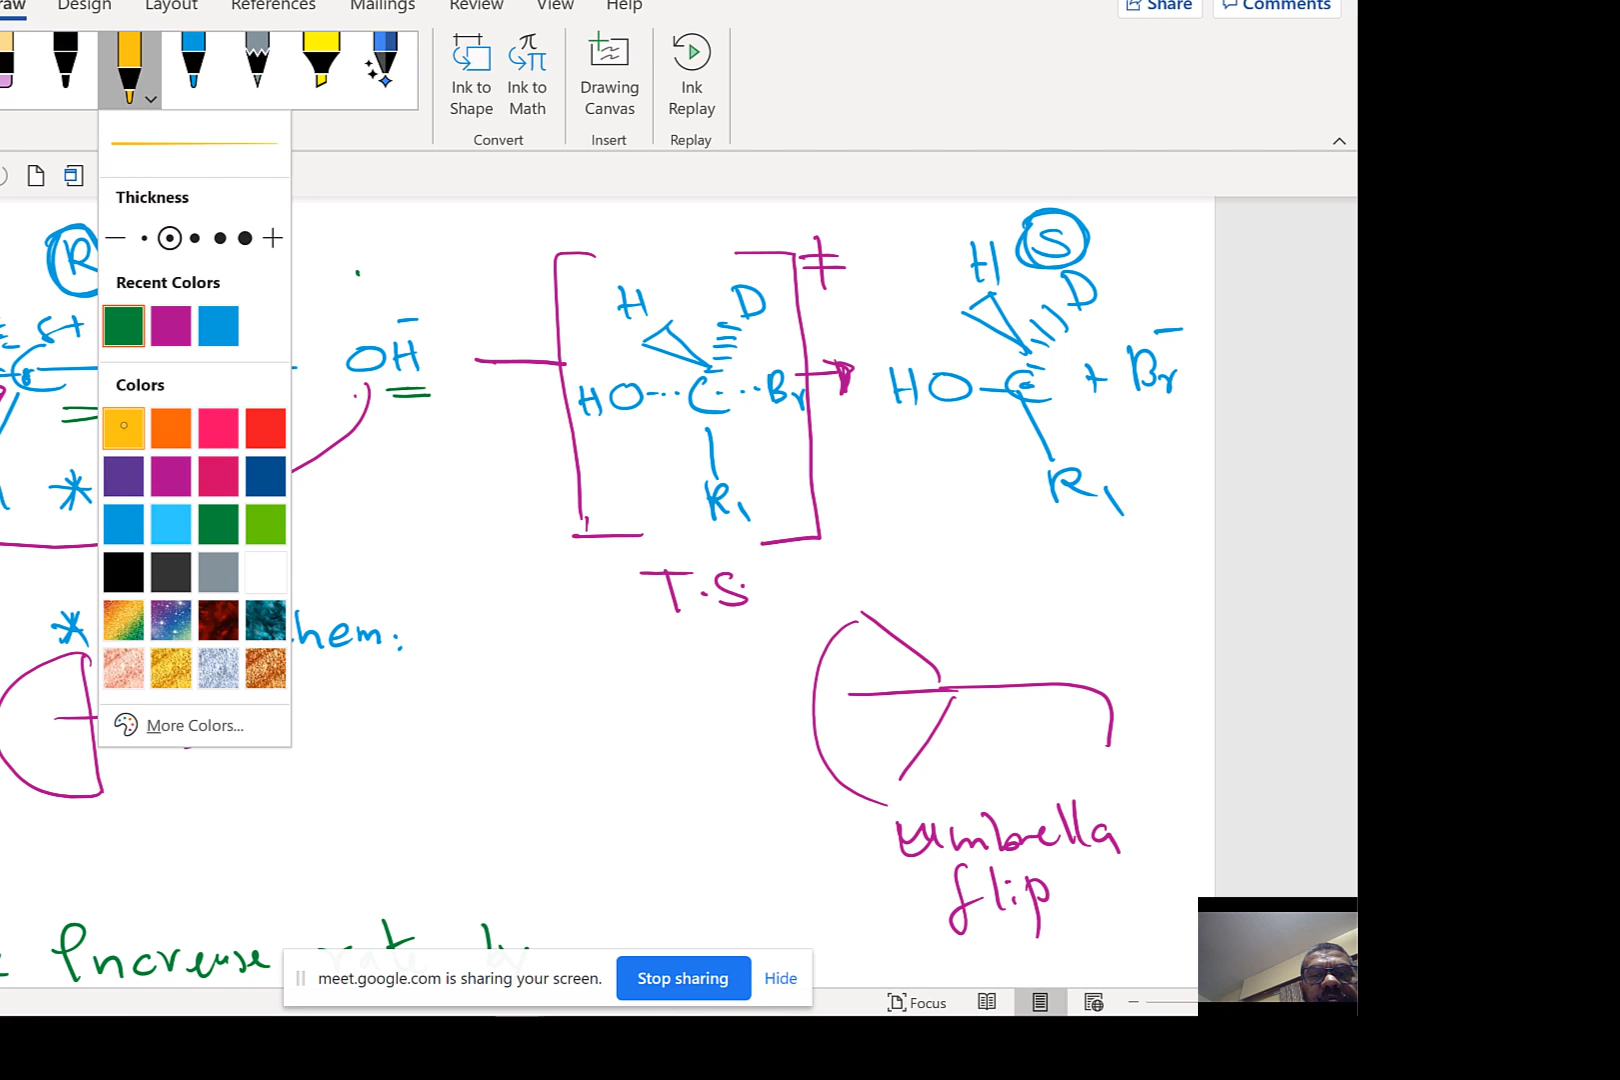 Design Layout References Mailings Review View Help
Share Comments
Ink to Shape
Ink to Math
Drawing Canvas
Ink Replay
Convert Insert Replay
Thickness
Recent Colors
Colors
More Colors...
R
δ+
C
OH
-
H D
HO C Br
R1
‡
T.S
S
H D
HO-C + Br
-
R1
*
* hem:
umbrella
flip
Increase rate by
meet.google.com is sharing your screen. Stop sharing Hide
Focus